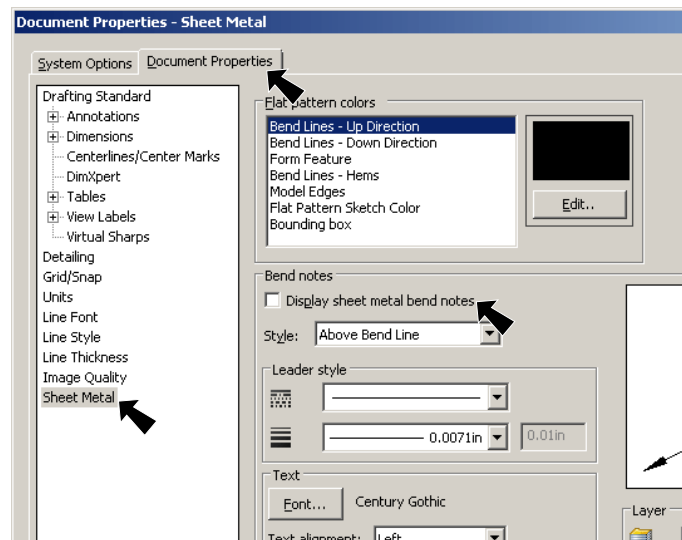 Document Properties - Sheet Metal
System Options Document Properties
Drafting Standard
Annotations
Dimensions
Centerlines/Center Marks
DimXpert
Tables
View Labels
Virtual Sharps
Detailing
Grid/Snap
Units
Line Font
Line Style
Line Thickness
Image Quality
Sheet Metal
Flat pattern colors
Bend Lines - Up Direction
Bend Lines - Down Direction
Form Feature
Bend Lines - Hems
Model Edges
Flat Pattern Sketch Color
Bounding box
Edit..
Bend notes
Display sheet metal bend notes
Style: Above Bend Line
Leader style
0.0071in 0.01in
Text
Font... Century Gothic
Text alignment: Left
Layer